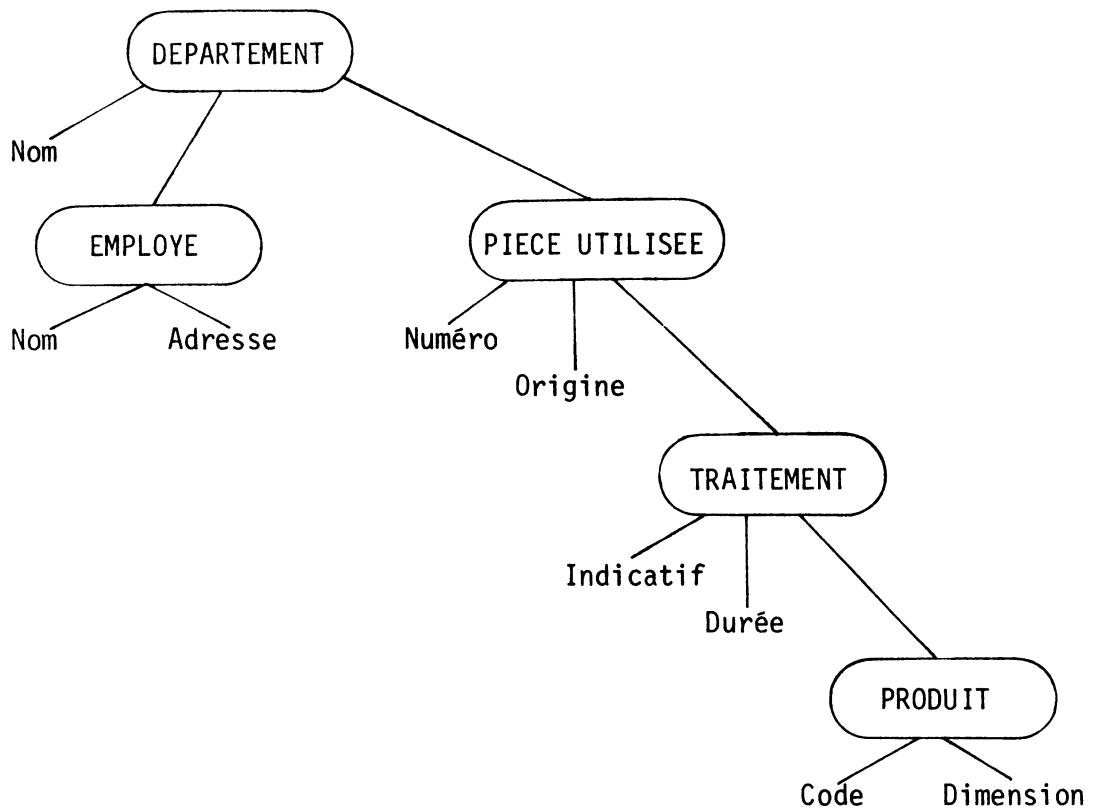 DEPARTEMENT
Nom
EMPLOYE
PIECE UTILISEE
Nom
Adresse
Numéro
Origine
TRAITEMENT
Indicatif
Durée
PRODUIT
Code
Dimension